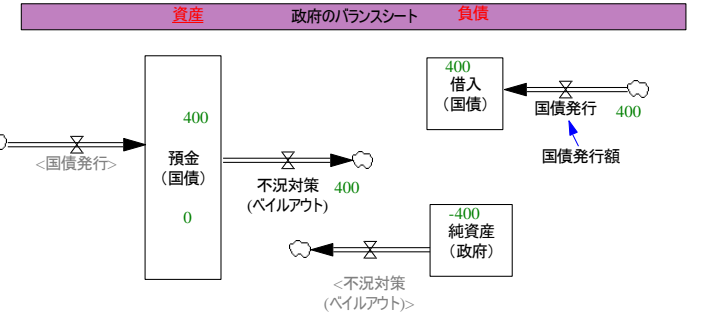 資産 政府のバランスシート 負債
400
借入
（国債）
国債発行
400
国債発行額
400
<国債発行>
預金
（国債）
0
不況対策
(ベイルアウト)
400
-400
純資産
（政府）
<不況対策
(ベイルアウト)>